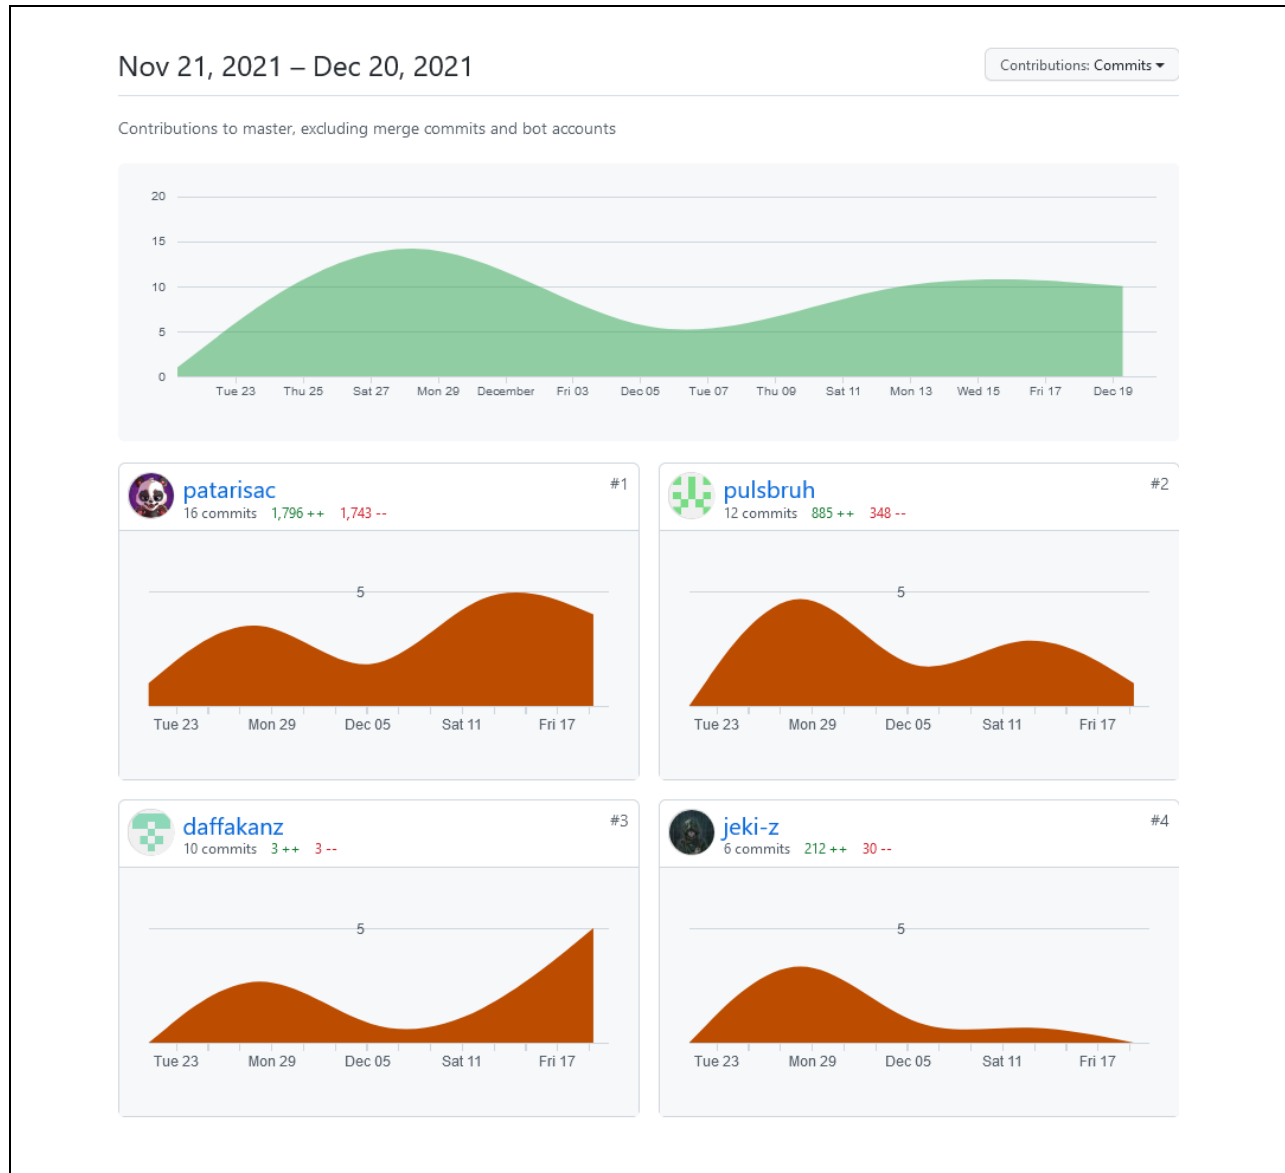 Nov 21, 2021 – Dec 20, 2021
Contributions: Commits
Contributions to master, excluding merge commits and bot accounts
20
15
10
5
0
Tue 23 Thu 25 Sat 27 Mon 29 December Fri 03 Dec 05 Tue 07 Thu 09 Sat 11 Mon 13 Wed 15 Fri 17 Dec 19
patarisac #1
16 commits 1,796 ++ 1,743 --
5
Tue 23 Mon 29 Dec 05 Sat 11 Fri 17
pulsbruh #2
12 commits 885 ++ 348 --
5
Tue 23 Mon 29 Dec 05 Sat 11 Fri 17
daffakanz #3
10 commits 3 ++ 3 --
5
Tue 23 Mon 29 Dec 05 Sat 11 Fri 17
jeki-z #4
6 commits 212 ++ 30 --
5
Tue 23 Mon 29 Dec 05 Sat 11 Fri 17